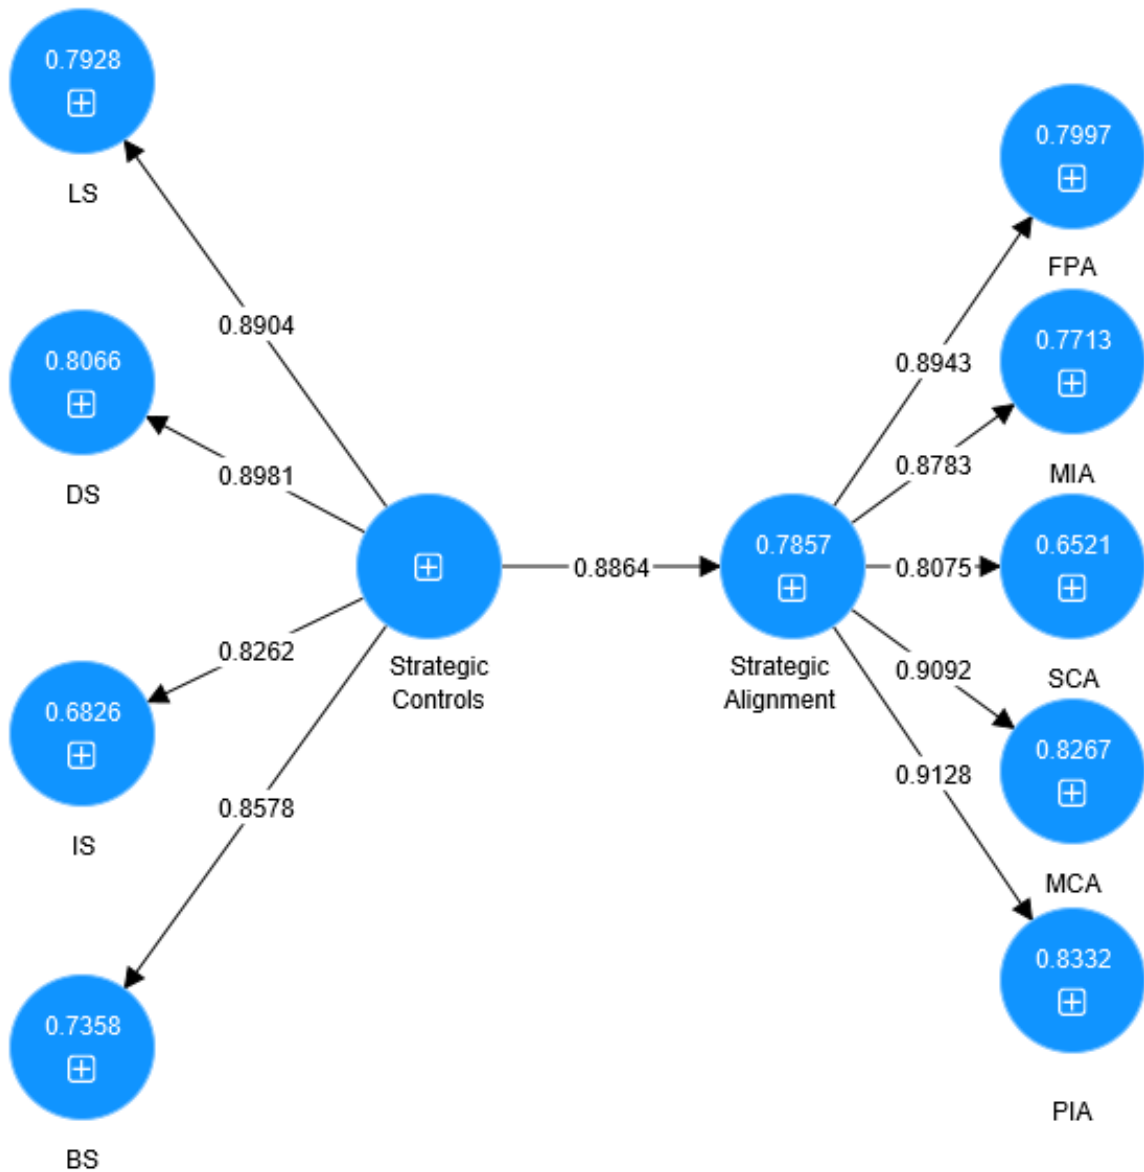 0.7928
LS
0.8066
DS
0.6826
IS
0.7358
BS
0.8904
0.8981
0.8262
0.8578
Strategic
Controls
0.8864
0.7857
Strategic
Alignment
0.8943
0.8783
0.8075
0.9092
0.9128
0.7997
FPA
0.7713
MIA
0.6521
SCA
0.8267
MCA
0.8332
PIA